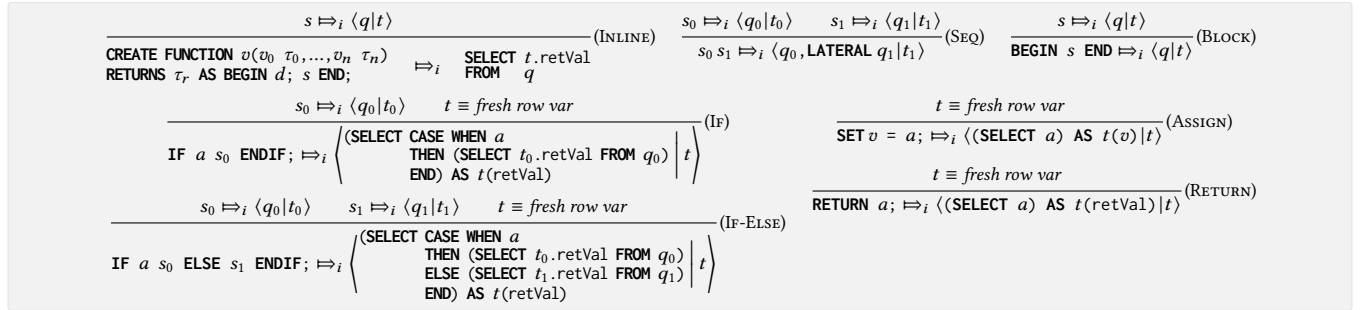 s ⤇i ⟨q|t⟩
CREATE FUNCTION v(v0 τ0,...,vn τn)
RETURNS τr AS BEGIN d; s END; ⤇i SELECT t.retVal
FROM q
(Inline)
s0 ⤇i ⟨q0|t0⟩ s1 ⤇i ⟨q1|t1⟩
s0 s1 ⤇i ⟨q0,LATERAL q1|t1⟩ (Seq)
s ⤇i ⟨q|t⟩
BEGIN s END ⤇i ⟨q|t⟩ (Block)
s0 ⤇i ⟨q0|t0⟩ t ≡ fresh row var
IF a s0 ENDIF; ⤇i ⟨(SELECT CASE WHEN a
THEN (SELECT t0.retVal FROM q0)
END) AS t(retVal) | t⟩ (If)
t ≡ fresh row var
SET v = a; ⤇i ⟨(SELECT a) AS t(v)|t⟩ (Assign)
s0 ⤇i ⟨q0|t0⟩ s1 ⤇i ⟨q1|t1⟩ t ≡ fresh row var
IF a s0 ELSE s1 ENDIF; ⤇i ⟨(SELECT CASE WHEN a
THEN (SELECT t0.retVal FROM q0)
ELSE (SELECT t1.retVal FROM q1)
END) AS t(retVal) | t⟩ (If-Else)
t ≡ fresh row var
RETURN a; ⤇i ⟨(SELECT a) AS t(retVal)|t⟩ (Return)